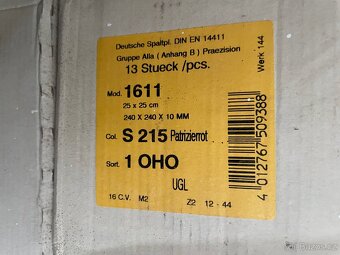 Deutsche Spaltpl. DIN EN 14411
Gruppe AIIa ( Anhang B ) Praezision
13 Stueck /pcs.
Mod. 1611
25 x 25 cm
240 X 240 X 10 MM
Col. S 215 Patrizierrot
Sort. 1 OHO
UGL
16 C.V. M2 Z2 12 - 44
Werk 144
4 012767 509388